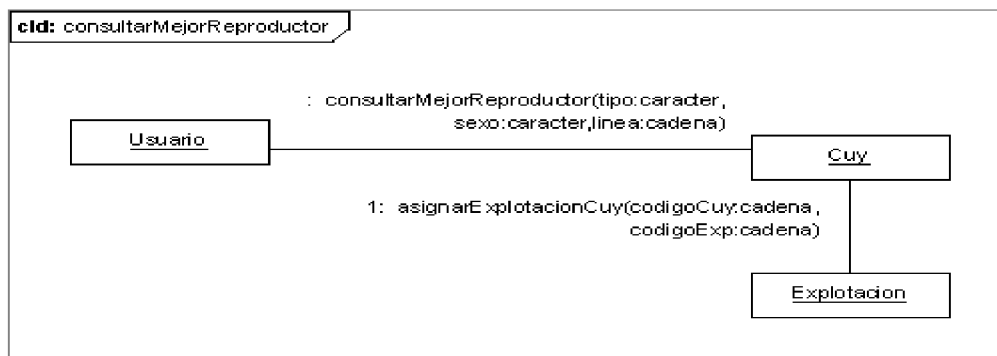 cld: consultarMejorReproductor
: consultarMejorReproductor(tipo:caracter,
sexo:caracter,linea:cadena)
Usuario
Cuy
1: asignarExplotacionCuy(codigoCuy:cadena,
codigoExp:cadena)
Explotacion